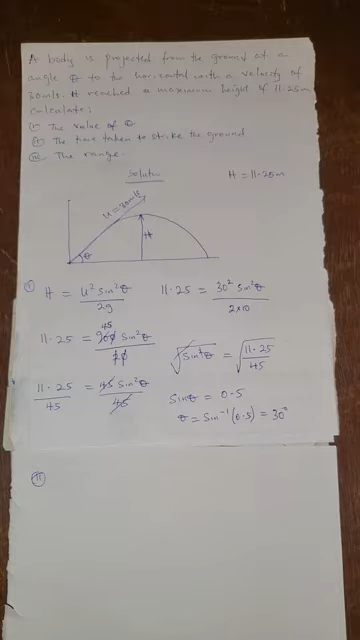 A body is projected from the ground at an
angle θ to the horizontal with a velocity of
30m/s. It reached a maximum height of 11.25m
calculate:
(i) The value of θ
(ii) The time taken to strike the ground
(iii) The range.
Solution
H = 11.25m
u = 30m/s
H
θ
(i) H = u² Sin²θ / 2g
11.25 = 30² Sin²θ / 2×10
11.25 = 900 Sin²θ / 20
45
√Sin²θ = √11.25/45
11.25/45 = 45 Sin²θ / 45
Sinθ = 0.5
θ = Sin⁻¹(0.5) = 30°
(ii)